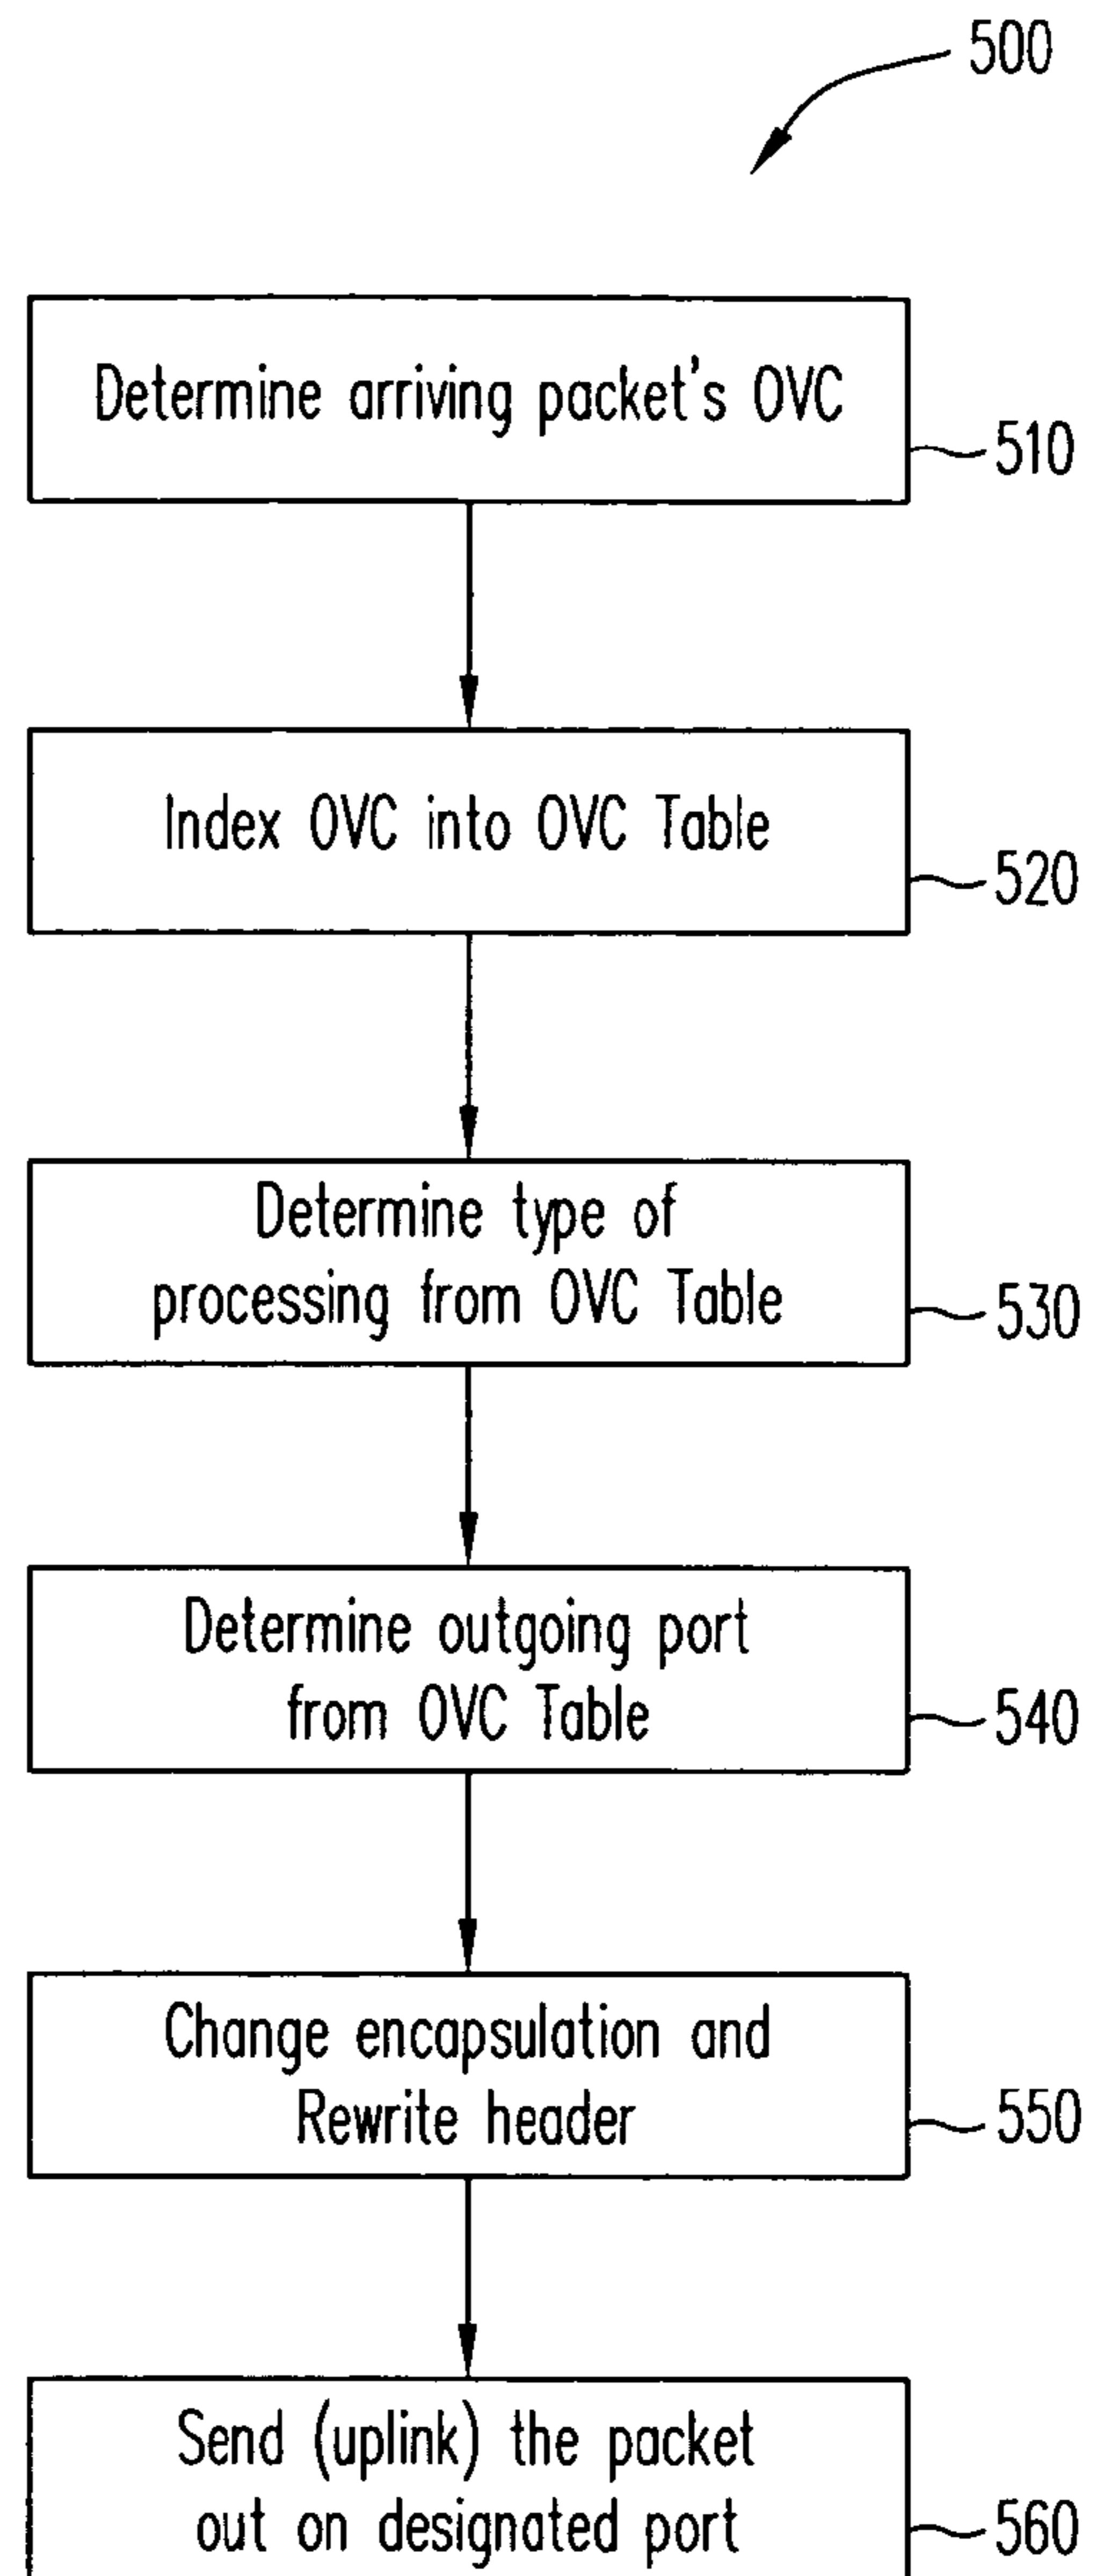 500
Determine arriving packet's OVC
510
Index OVC into OVC Table
520
Determine type of
processing from OVC Table
530
Determine outgoing port
from OVC Table
540
Change encapsulation and
Rewrite header
550
Send (uplink) the packet
out on designated port
560